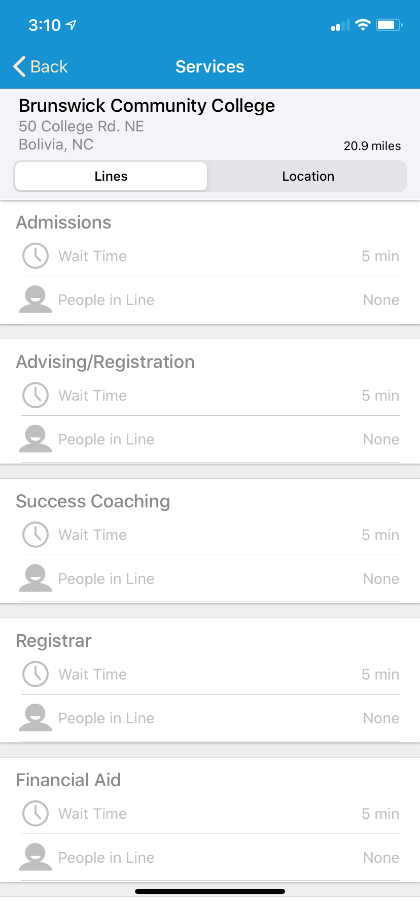 3:10
Back
Services
Brunswick Community College
50 College Rd. NE
Bolivia, NC
20.9 miles
Lines
Location
Admissions
Wait Time 5 min
People in Line None
Advising/Registration
Wait Time 5 min
People in Line None
Success Coaching
Wait Time 5 min
People in Line None
Registrar
Wait Time 5 min
People in Line None
Financial Aid
Wait Time 5 min
People in Line None